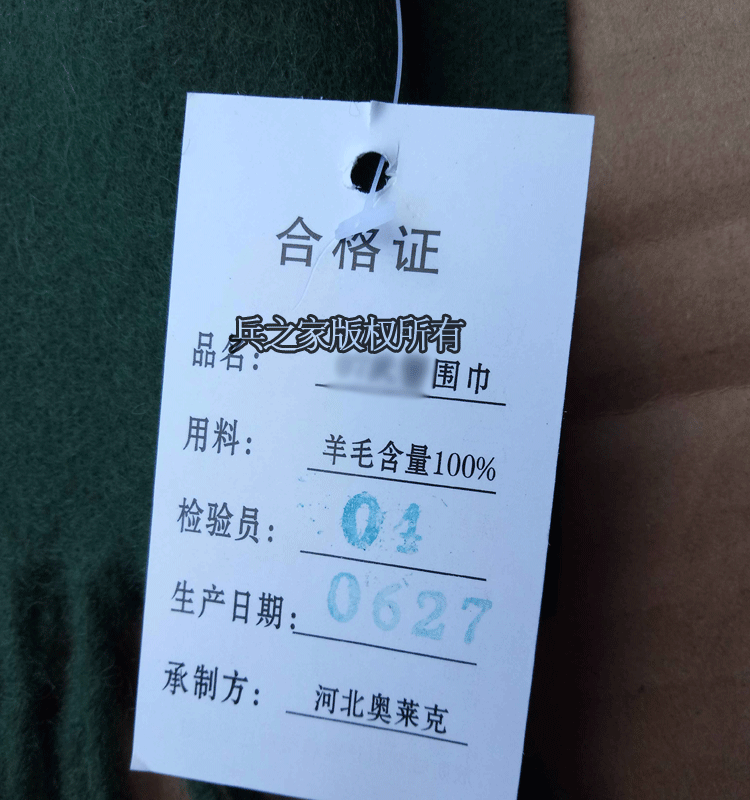 合格证
兵之家版权所有
品名: 围巾
用料: 羊毛含量100%
检验员: 01
生产日期: 0627
承制方: 河北奥莱克